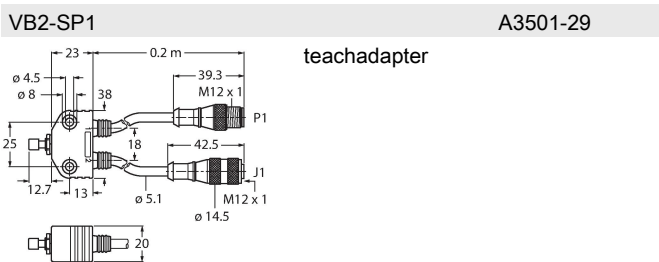 VB2-SP1 A3501-29
teachadapter
23 0.2 m
39.3
ø 4.5
M12 x 1
ø 8 38
P1
25 18 42.5
J1
12.7 13
M12 x 1
ø 5.1
ø 14.5
20